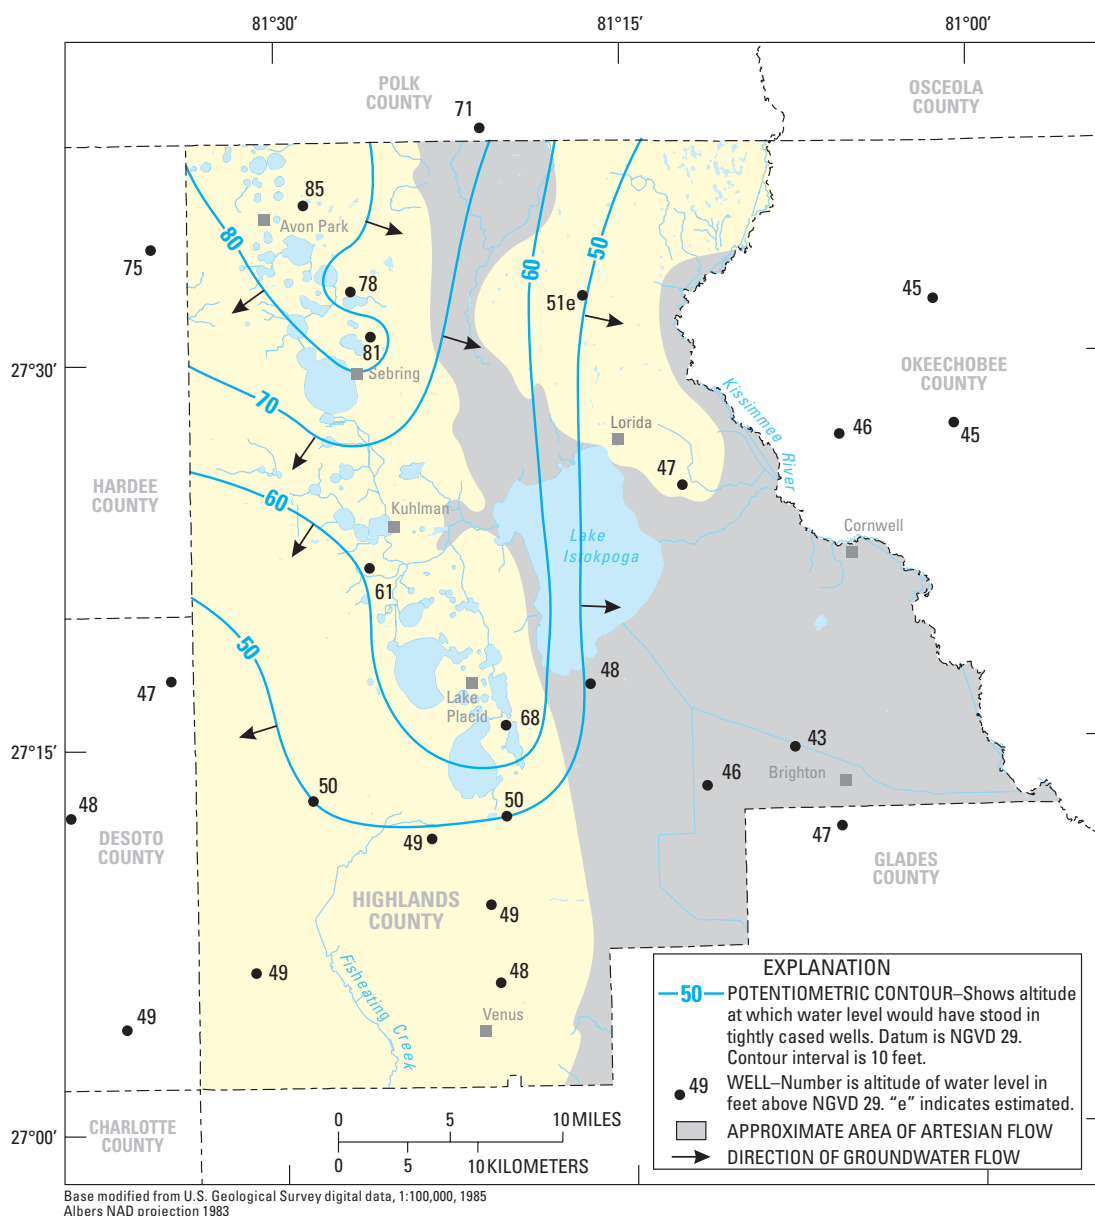 81°30′
81°15′
81°00′
POLK
COUNTY
OSCEOLA
COUNTY
71
85
Avon Park
80
75
60
50
78
51e
45
81
Sebring
27°30′
OKEECHOBEE
COUNTY
Kissimmee
River
70
Lorida
46
45
47
HARDEE
COUNTY
60
Kuhlman
Cornwell
Lake
Istokpoga
61
50
47
48
Lake
Placid
68
43
27°15′
46
Brighton
50
50
48
49
47
DESOTO
COUNTY
GLADES
COUNTY
HIGHLANDS
COUNTY
49
Fisheating Creek
49
48
49
Venus
EXPLANATION
50 POTENTIOMETRIC CONTOUR–Shows altitude
at which water level would have stood in
tightly cased wells. Datum is NGVD 29.
Contour interval is 10 feet.
49 WELL–Number is altitude of water level in
feet above NGVD 29. “e” indicates estimated.
APPROXIMATE AREA OF ARTESIAN FLOW
DIRECTION OF GROUNDWATER FLOW
27°00′
CHARLOTTE
COUNTY
0 5 10 MILES
0 5 10 KILOMETERS
Base modified from U.S. Geological Survey digital data, 1:100,000, 1985
Albers NAD projection 1983